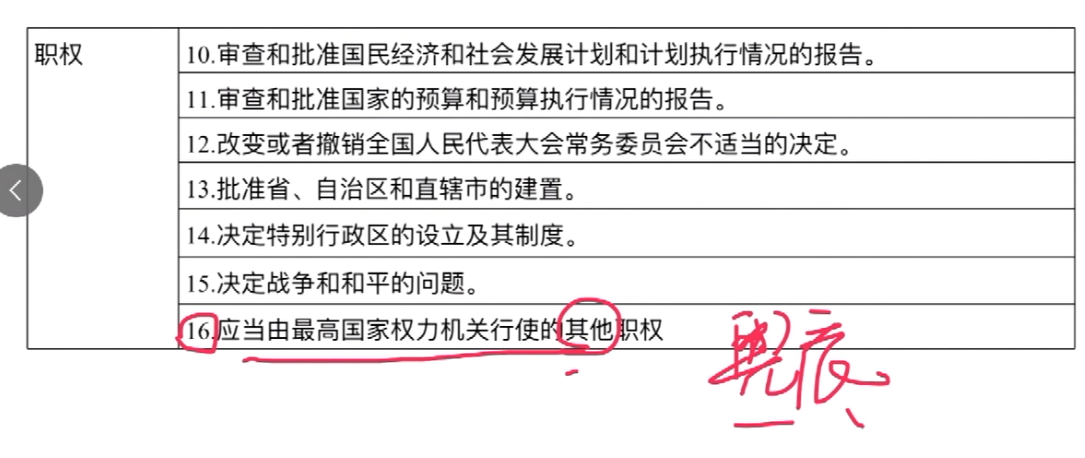 职权
10.审查和批准国民经济和社会发展计划和计划执行情况的报告。
11.审查和批准国家的预算和预算执行情况的报告。
12.改变或者撤销全国人民代表大会常务委员会不适当的决定。
13.批准省、自治区和直辖市的建置。
14.决定特别行政区的设立及其制度。
15.决定战争和和平的问题。
16.应当由最高国家权力机关行使的其他职权